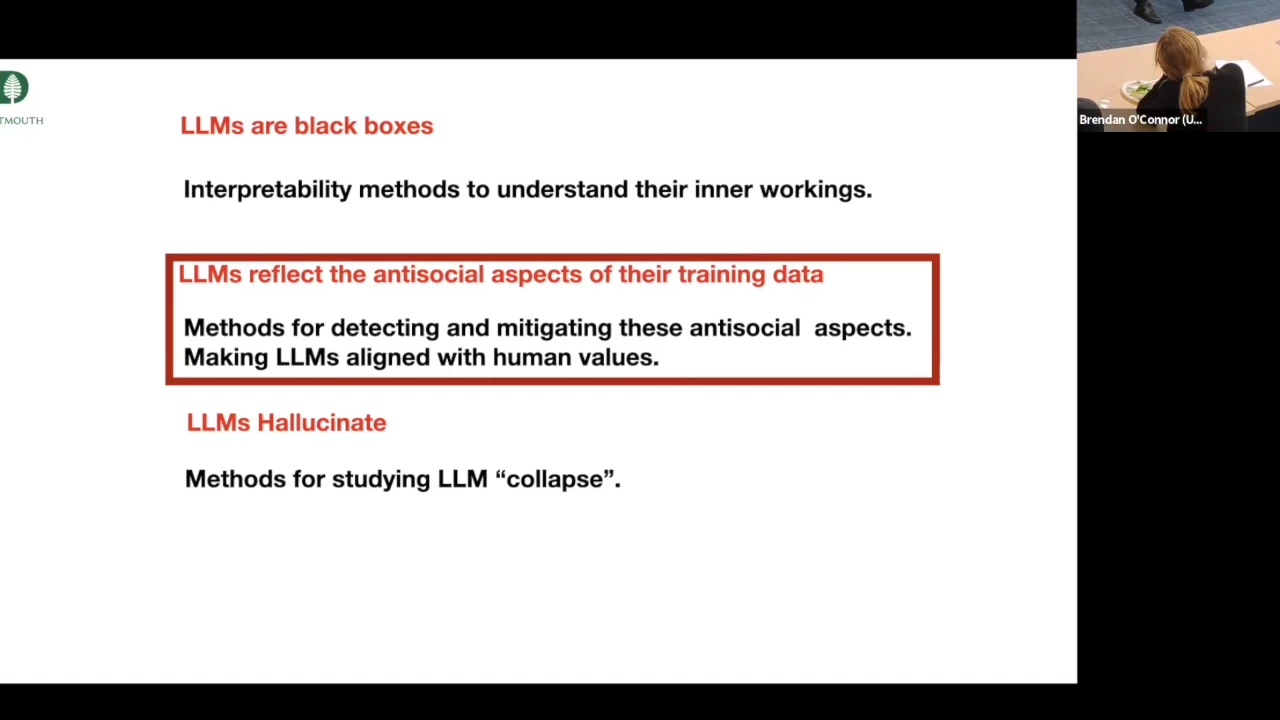 TMOUTH
LLMs are black boxes
Interpretability methods to understand their inner workings.
LLMs reflect the antisocial aspects of their training data
Methods for detecting and mitigating these antisocial  aspects.
Making LLMs aligned with human values.
LLMs Hallucinate
Methods for studying LLM “collapse”.
Brendan O'Connor (U...